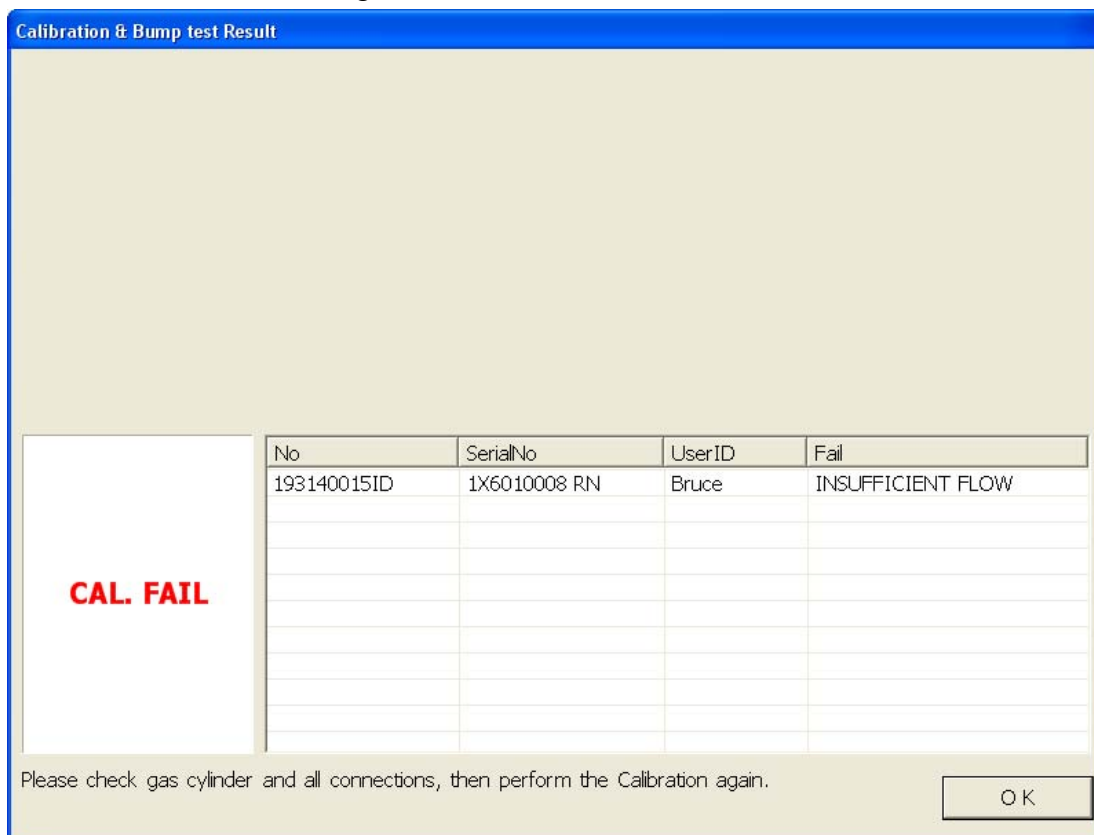 Calibration & Bump test Result
No SerialNo UserID Fail
193140015ID 1X6010008 RN Bruce INSUFFICIENT FLOW
CAL. FAIL
Please check gas cylinder and all connections, then perform the Calibration again.
O K